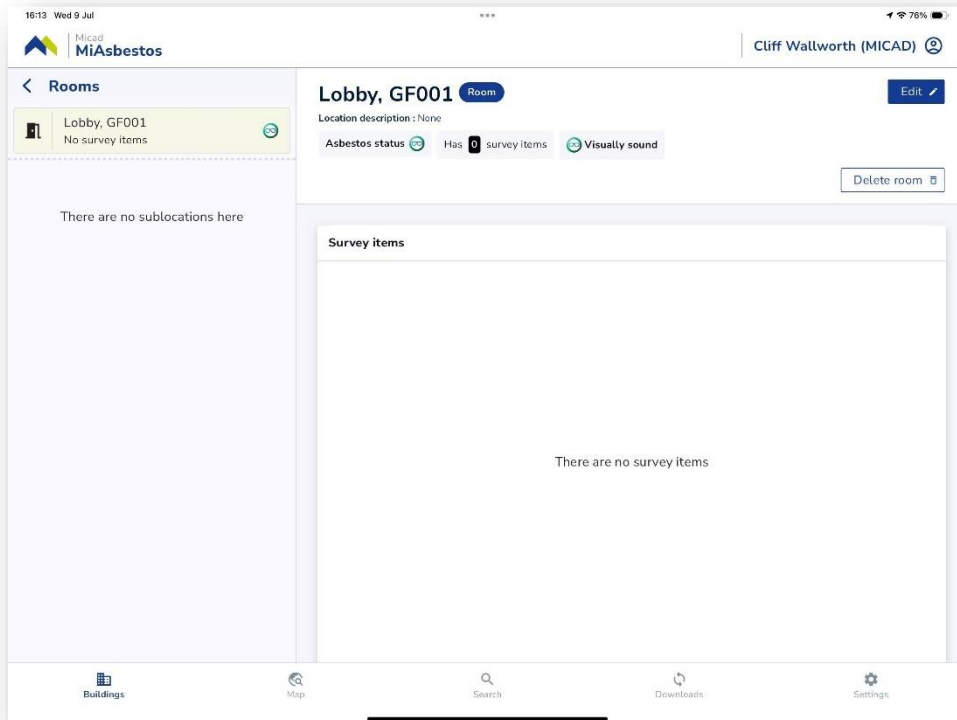 16:13 Wed 9 Jul
76%
Micad
MiAsbestos
Cliff Wallworth (MICAD)
Rooms
Lobby, GF001
No survey items
There are no sublocations here
Lobby, GF001 Room
Edit
Location description : None
Asbestos status Has 0 survey items Visually sound
Delete room
Survey items
There are no survey items
Buildings Map Search Downloads Settings